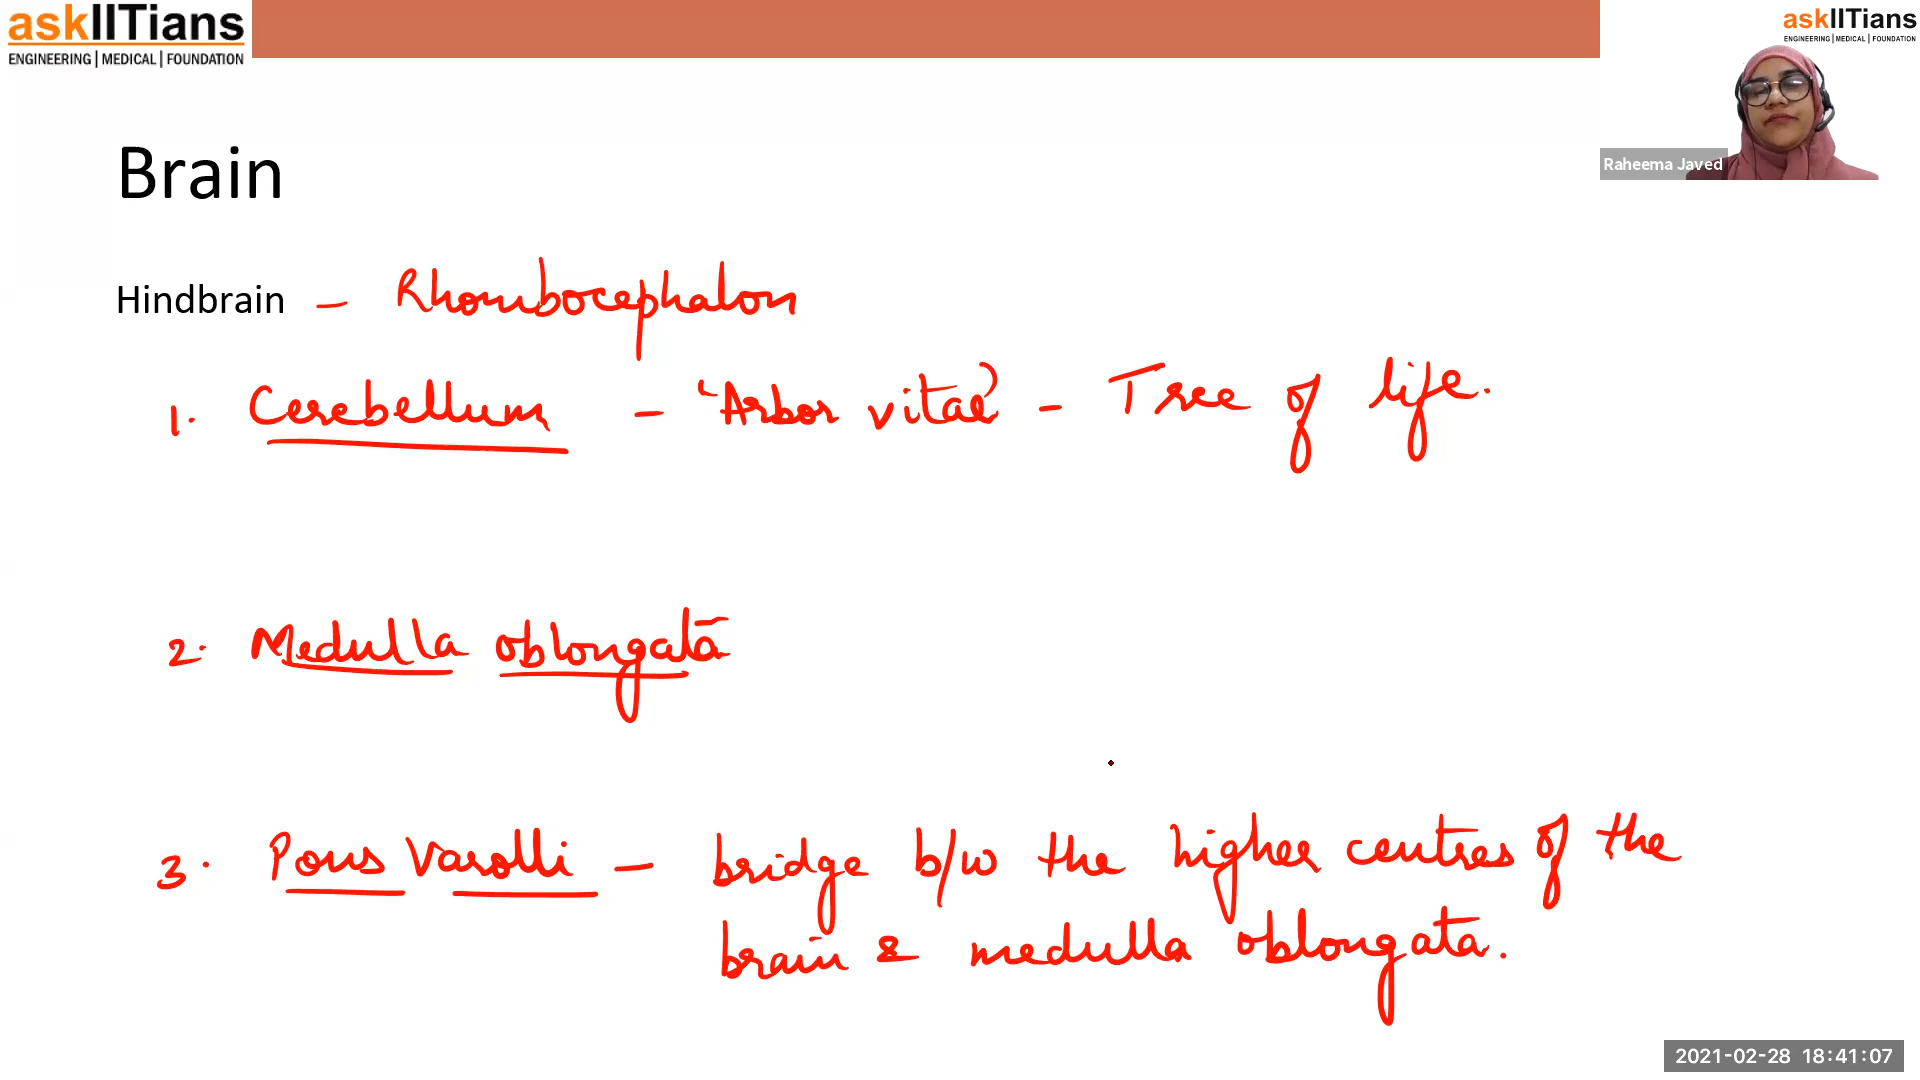 askIITians
ENGINEERING | MEDICAL | FOUNDATION
askIITians
ENGINEERING | MEDICAL | FOUNDATION
Raheema Javed
Brain
Hindbrain – Rhombocephalon
1. Cerebellum – 'Arbor vitae' – Tree of life.
2. Medulla oblongata
3. Pons Varolli – bridge b/w the higher centres of the
brain & medulla oblongata.
2021-02-28 18:41:07